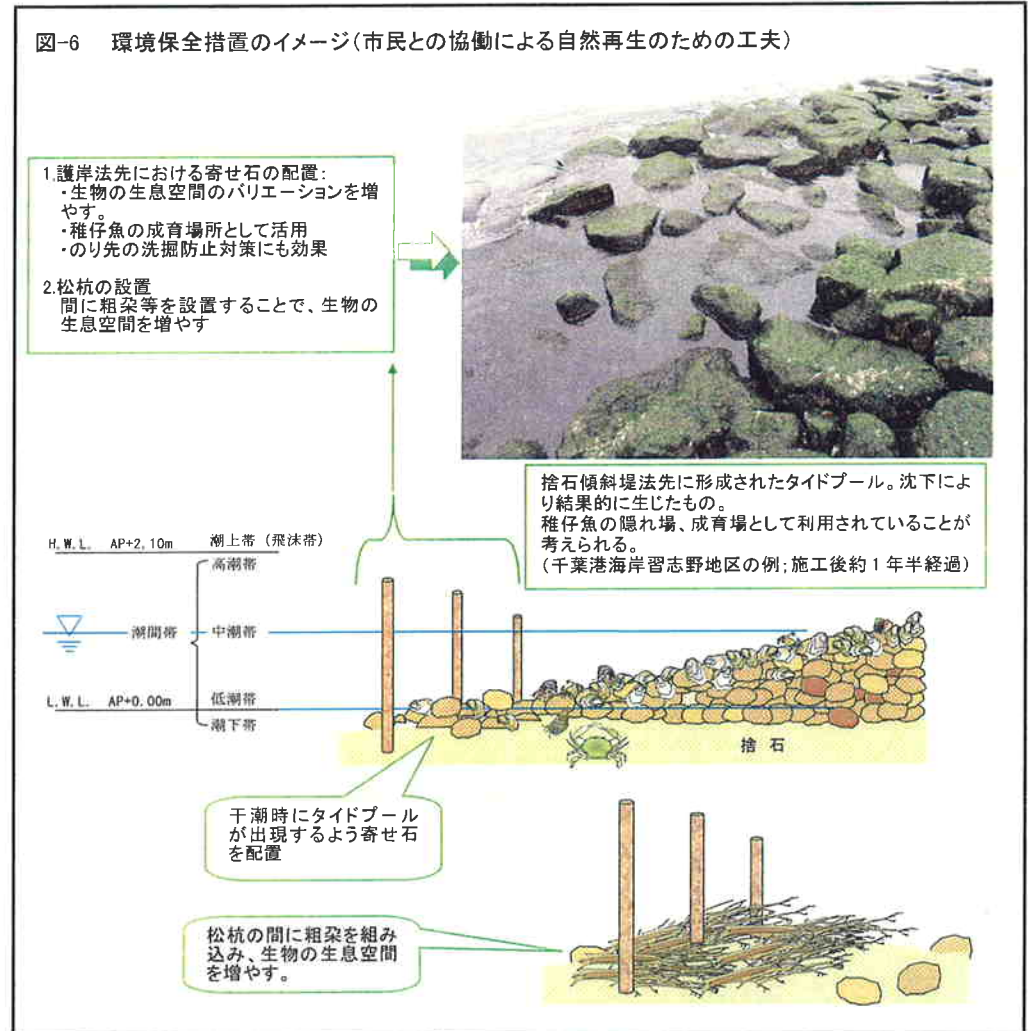 図-6　環境保全措置のイメージ(市民との協働による自然再生のための工夫)
1.護岸法先における寄せ石の配置:
・生物の生息空間のバリエーションを増
やす。
・稚仔魚の成育場所として活用
・のり先の洗掘防止対策にも効果
2.松杭の設置
間に粗朶等を設置することで、生物の
生息空間を増やす
捨石傾斜堤法先に形成されたタイドプール。沈下によ
り結果的に生じたもの。
稚仔魚の隠れ場、成育場として利用されていることが
考えられる。
(千葉港海岸習志野地区の例;施工後約1年半経過)
H.W.L.　AP+2.10m　潮上帯(飛沫帯)
高潮帯
潮間帯　中潮帯
L.W.L.　AP+0.00m　低潮帯
潮下帯
捨石
干潮時にタイドプール
が出現するよう寄せ石
を配置
松杭の間に粗朶を組み
込み、生物の生息空間
を増やす。